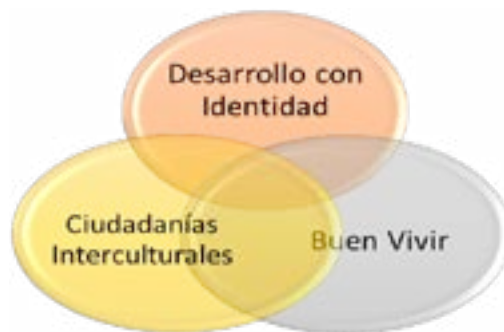 Desarrollo con
Identidad
Ciudadanías
Interculturales
Buen Vivir